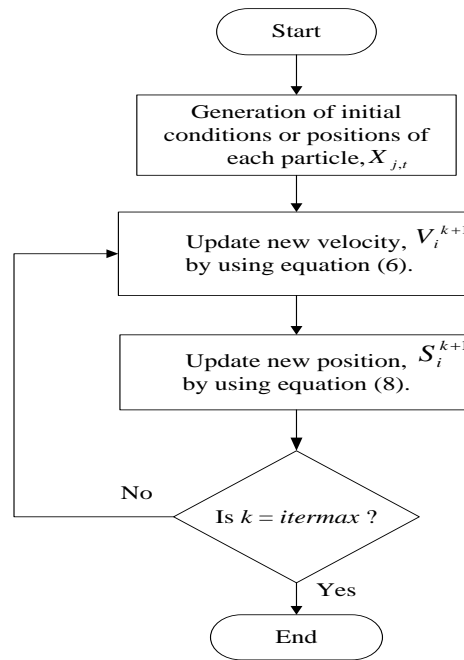 Start
Generation of initial
conditions or positions of
each particle, X j,t
Update new velocity, V_i^{k+1}
by using equation (6).
Update new position, S_i^{k+1}
by using equation (8).
No
Is k = itermax ?
Yes
End